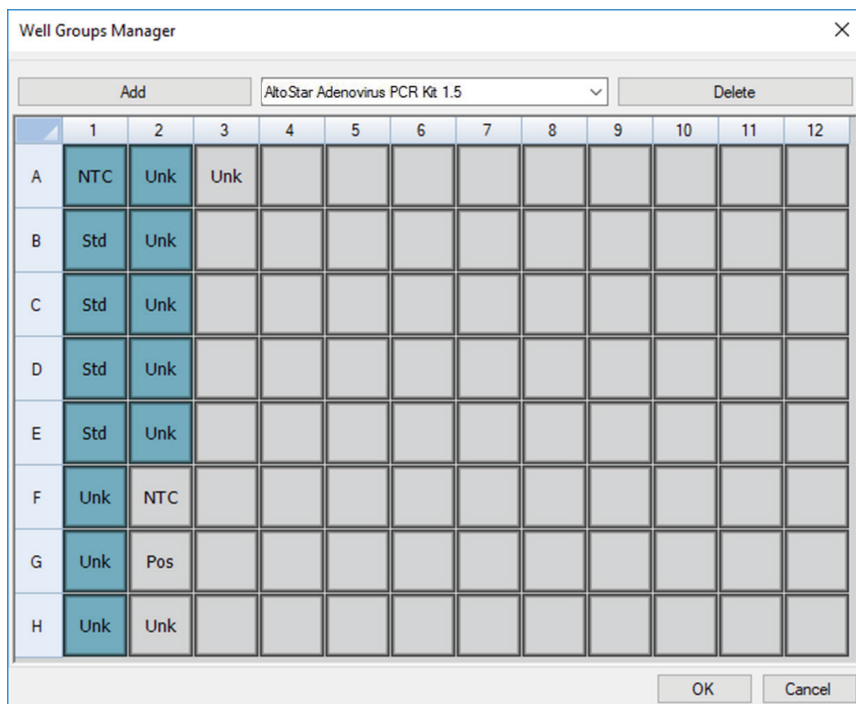 Well Groups Manager
Add AltoStar Adenovirus PCR Kit 1.5 Delete
1 2 3 4 5 6 7 8 9 10 11 12
A NTC Unk Unk
B Std Unk
C Std Unk
D Std Unk
E Std Unk
F Unk NTC
G Unk Pos
H Unk Unk
OK Cancel